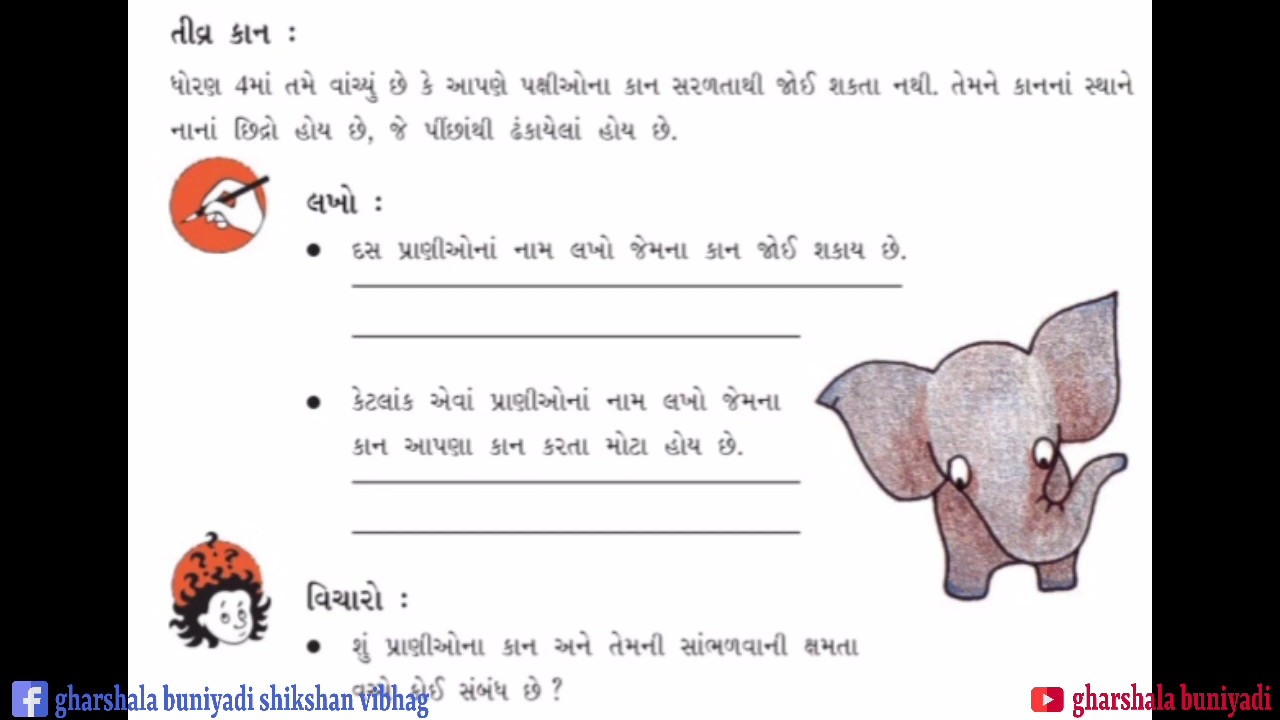 તીવ્ર કાન :
ધોરણ 4માં તમે વાંચ્યું છે કે આપણે પક્ષીઓના કાન સરળતાથી જોઈ શકતા નથી. તેમને કાનનાં સ્થાને
નાનાં છિદ્રો હોય છે, જે પીંછાંથી ઢંકાયેલાં હોય છે.
લખો :
● દસ પ્રાણીઓનાં નામ લખો જેમના કાન જોઈ શકાય છે.
● કેટલાંક એવાં પ્રાણીઓનાં નામ લખો જેમના
કાન આપણા કાન કરતા મોટા હોય છે.
વિચારો :
● શું પ્રાણીઓના કાન અને તેમની સાંભળવાની ક્ષમતા
સંબંધ છે ?
gharshala buniyadi shikshan vibhag
gharshala buniyadi